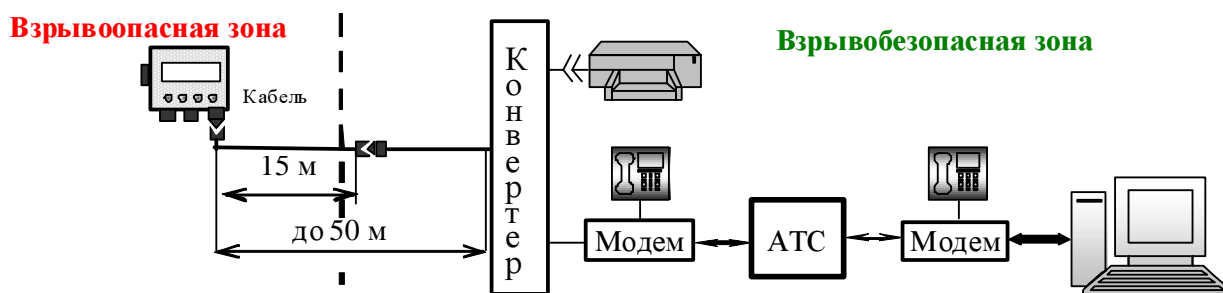 Взрывоопасная зона
Взрывобезопасная зона
Кабель
15 м
до 50 м
Конвертер
Модем
АТС
Модем